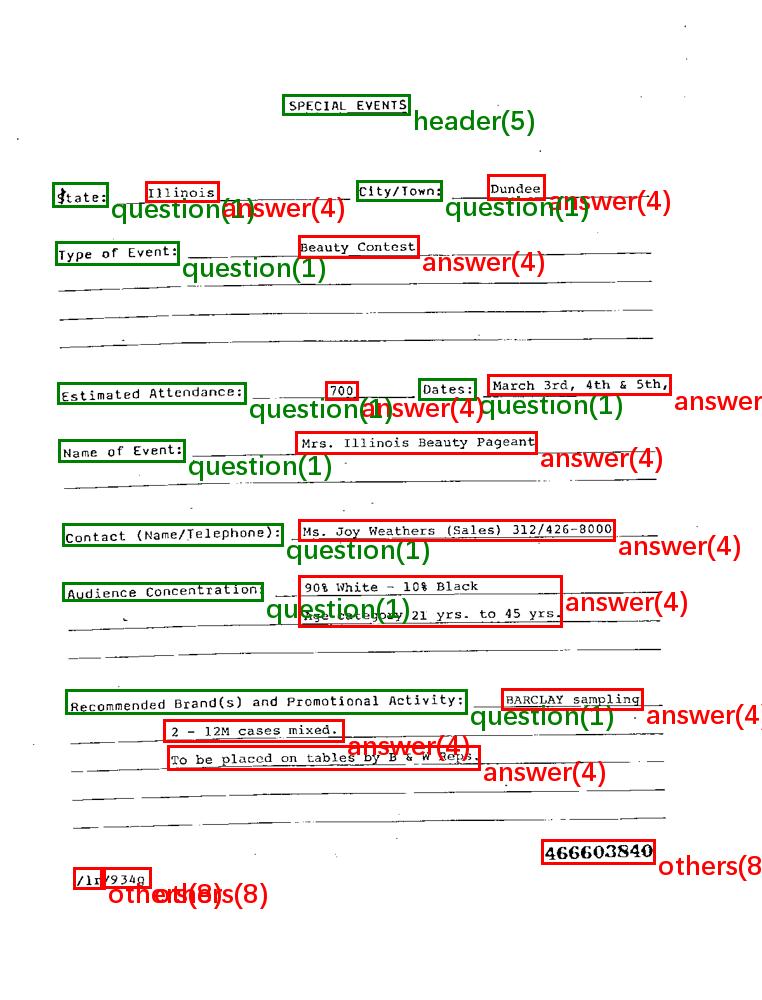 SPECIAL EVENTS
header(5)
State: Illinois City/Town: Dundee
question(1) answer(4) question(1) answer(4)
Type of Event: Beauty Contest
question(1) answer(4)
Estimated Attendance: 700 Dates: March 3rd, 4th & 5th,
question(1) answer(4) question(1) answer
Name of Event: Mrs. Illinois Beauty Pageant
question(1) answer(4)
Contact (Name/Telephone): Ms. Joy Weathers (Sales) 312/426-8000
question(1) answer(4)
Audience Concentration: 90% White - 10% Black
question(1) answer(4)
Age category 21 yrs. to 45 yrs.
Recommended Brand(s) and Promotional Activity: BARCLAY sampling
question(1) answer(4
2 - 12M cases mixed.
answer(4)
To be placed on tables by B & W Reps.
answer(4)
466603840
others(8
/lr/934g
others(8) others(8)